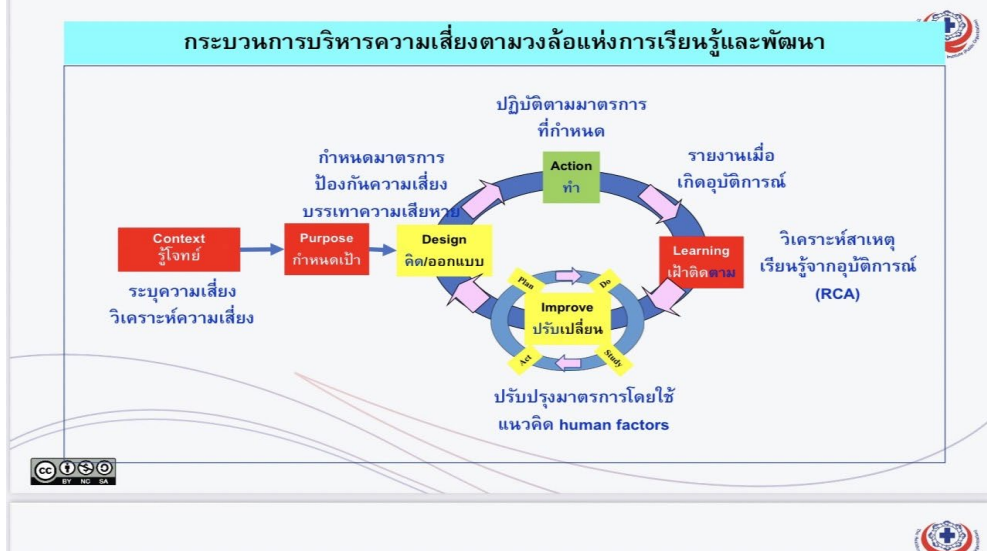 กระบวนการบริหารความเสี่ยงตามวงล้อแห่งการเรียนรู้และพัฒนา
ปฏิบัติตามมาตรการ
ที่กำหนด
Action
ทำ
รายงานเมื่อ
เกิดอุบัติการณ์
กำหนดมาตรการ
ป้องกันความเสี่ยง
บรรเทาความเสียหาย
Context
รู้โจทย์
Purpose
กำหนดเป้า
Design
คิด/ออกแบบ
Learning
เฝ้าติดตาม
วิเคราะห์สาเหตุ
เรียนรู้จากอุบัติการณ์
(RCA)
ระบุความเสี่ยง
วิเคราะห์ความเสี่ยง
Plan
Do
Improve
ปรับเปลี่ยน
Act
Study
ปรับปรุงมาตรการโดยใช้
แนวคิด human factors
cc
BY NC SA